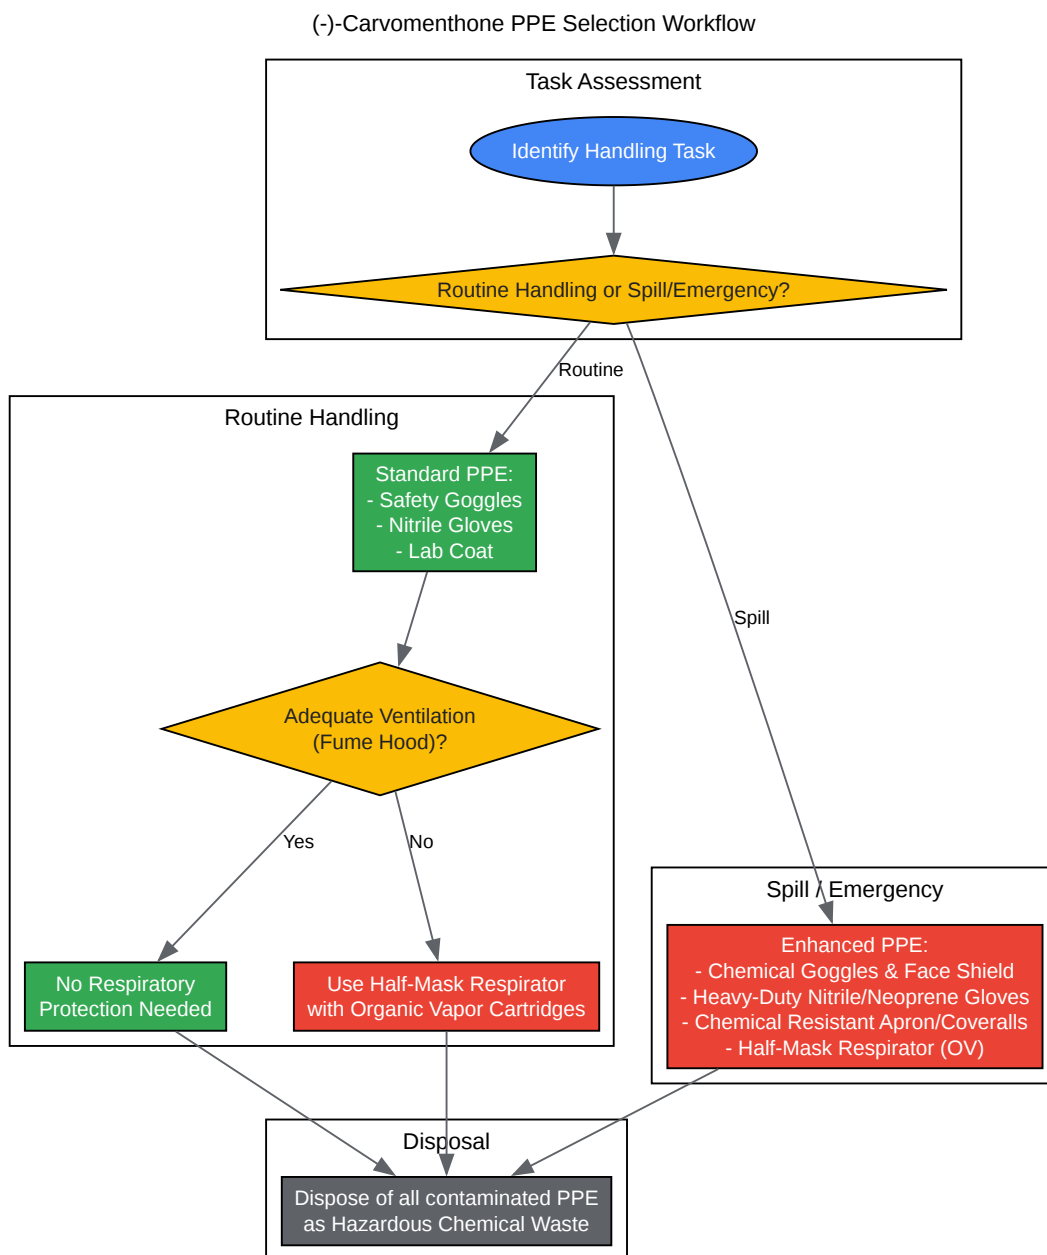 (-)-Carvomenthone PPE Selection Workflow
Task Assessment
Identify Handling Task
Routine Handling or Spill/Emergency?
Routine
Routine Handling
Standard PPE:
- Safety Goggles
- Nitrile Gloves
- Lab Coat
Spill
Adequate Ventilation
(Fume Hood)?
Yes
No
Spill / Emergency
No Respiratory
Protection Needed
Use Half-Mask Respirator
with Organic Vapor Cartridges
Enhanced PPE:
- Chemical Goggles & Face Shield
- Heavy-Duty Nitrile/Neoprene Gloves
- Chemical Resistant Apron/Coveralls
- Half-Mask Respirator (OV)
Disposal
Dispose of all contaminated PPE
as Hazardous Chemical Waste